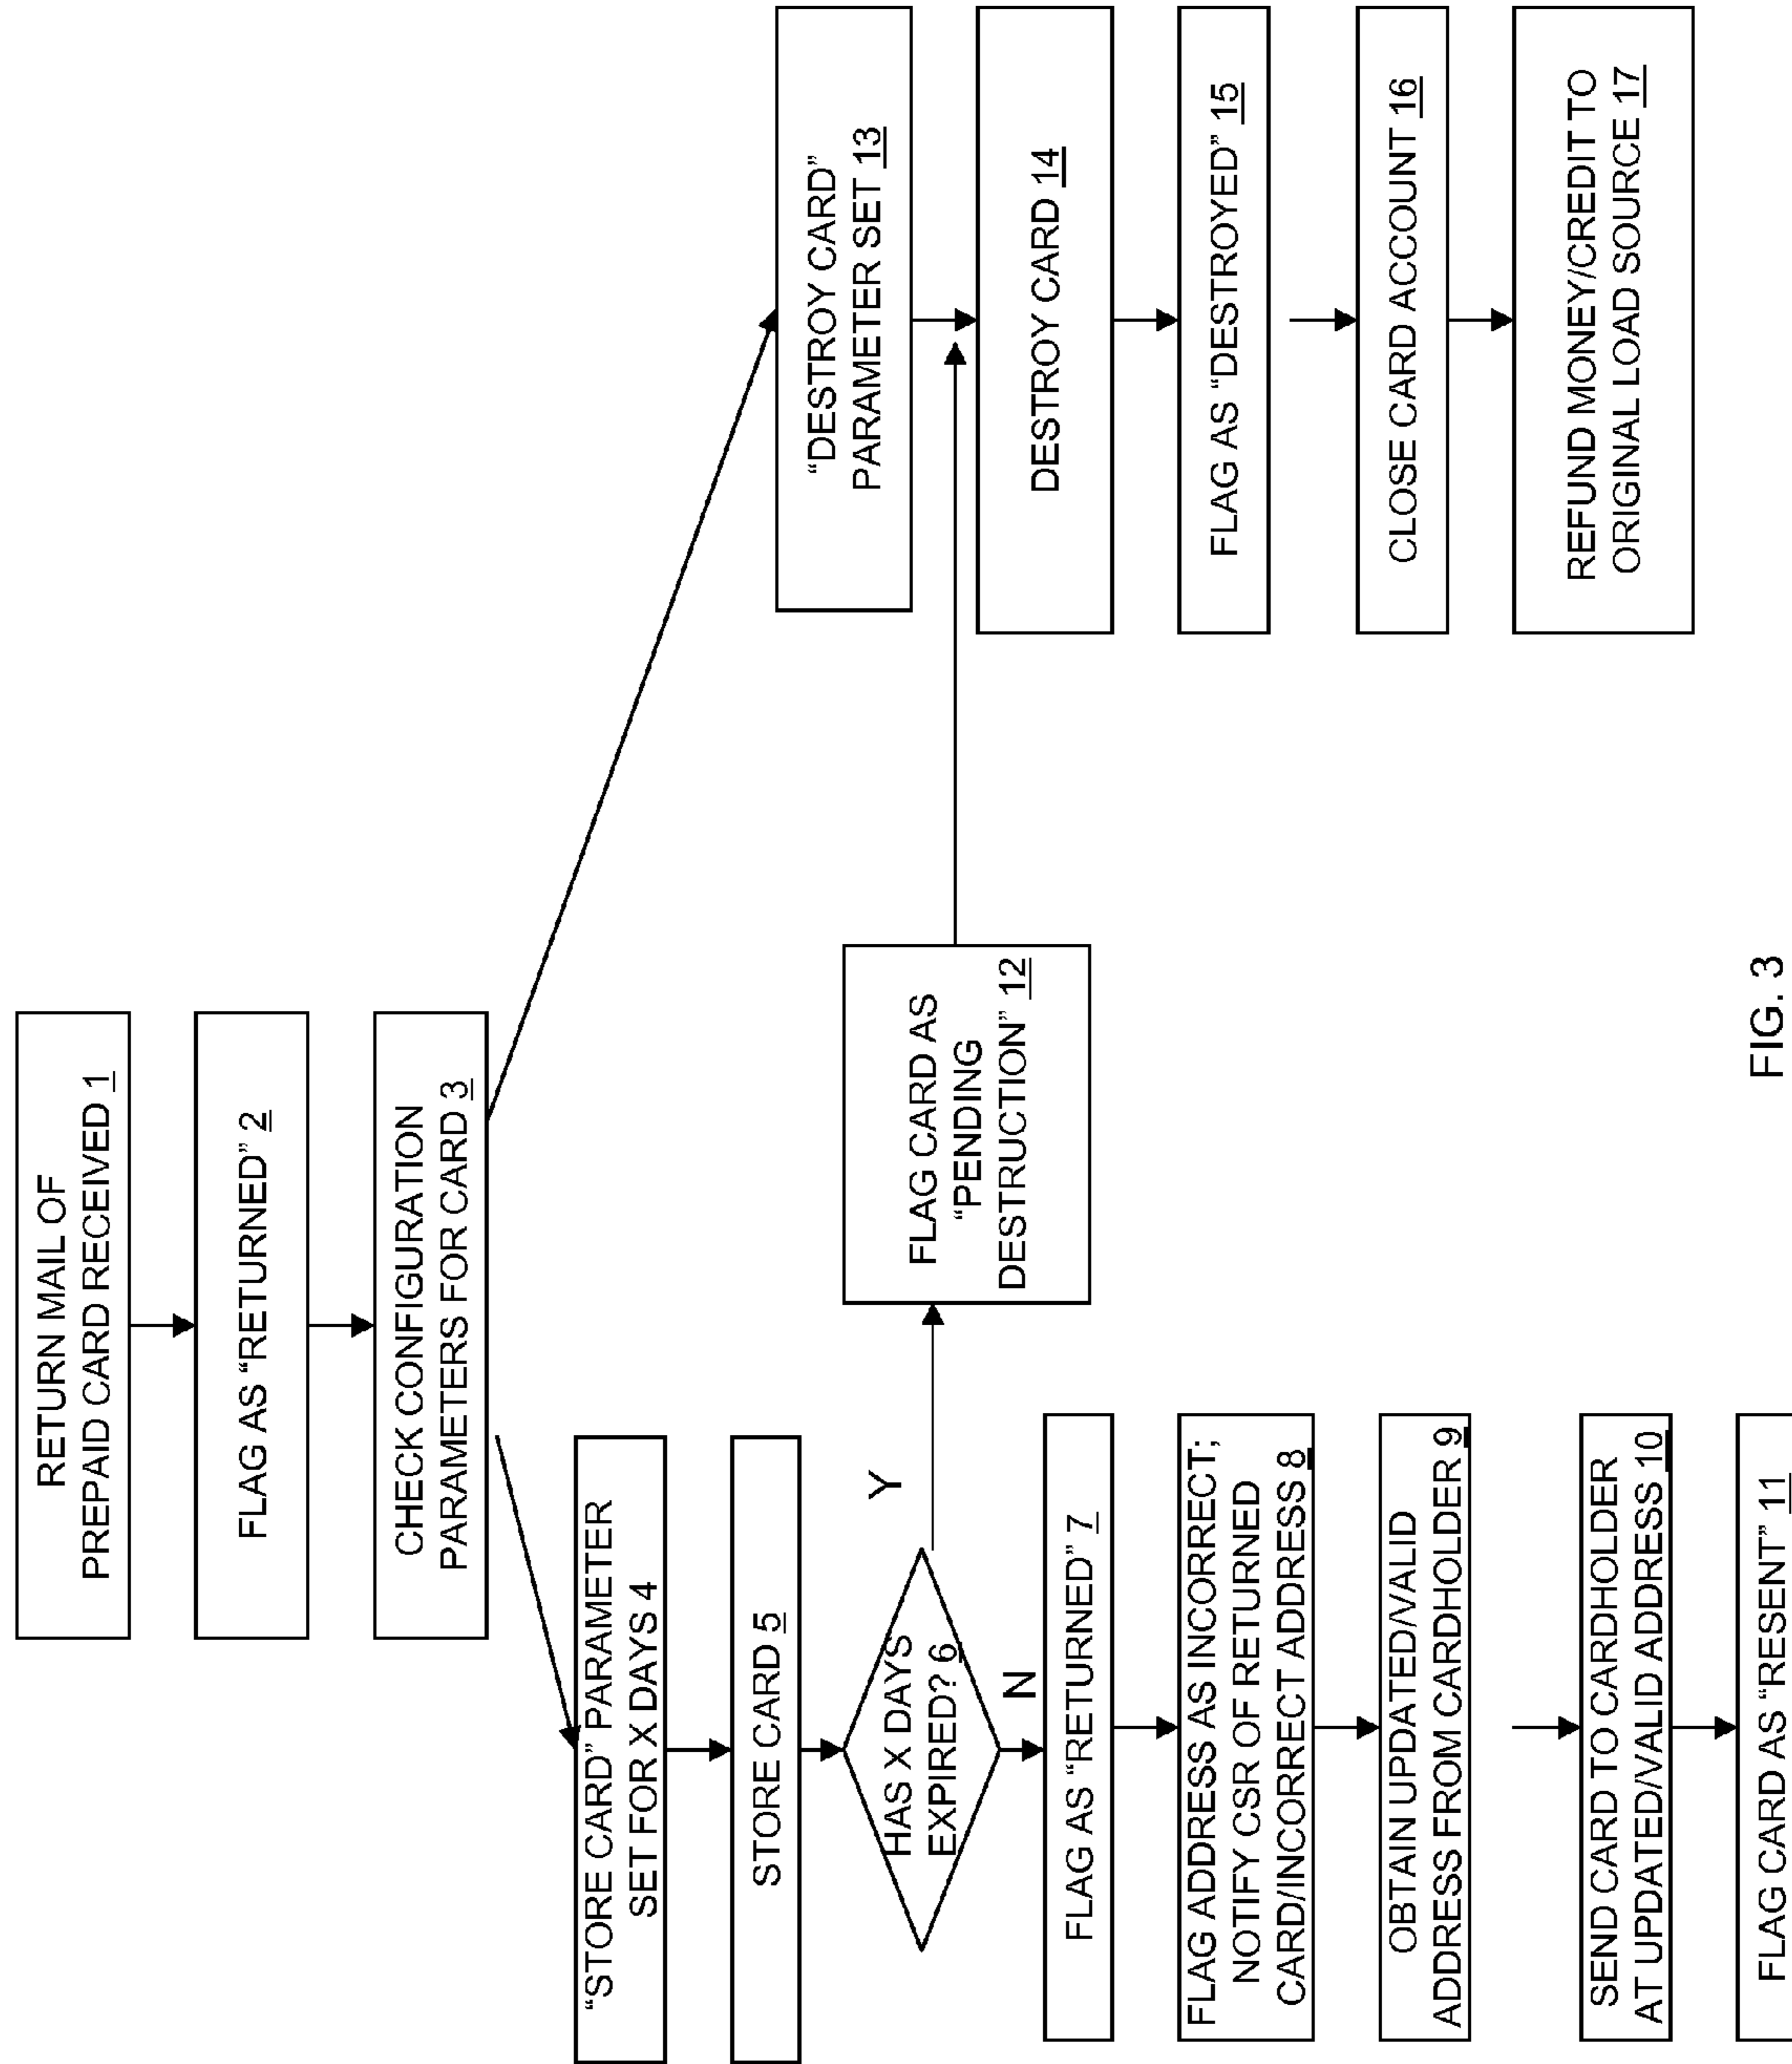 RETURN MAIL OF
PREPAID CARD RECEIVED 1
FLAG AS “RETURNED” 2
CHECK CONFIGURATION
PARAMETERS FOR CARD 3
“STORE CARD” PARAMETER
SET FOR X DAYS 4
STORE CARD 5
HAS X DAYS
EXPIRED? 6
Y
N
FLAG AS “RETURNED” 7
FLAG ADDRESS AS INCORRECT;
NOTIFY CSR OF RETURNED
CARD/INCORRECT ADDRESS 8
OBTAIN UPDATED/VALID
ADDRESS FROM CARDHOLDER 9
SEND CARD TO CARDHOLDER
AT UPDATED/VALID ADDRESS 10
FLAG CARD AS “RESENT” 11
FLAG CARD AS
“PENDING
DESTRUCTION” 12
“DESTROY CARD”
PARAMETER SET 13
DESTROY CARD 14
FLAG AS “DESTROYED” 15
CLOSE CARD ACCOUNT 16
REFUND MONEY/CREDIT TO
ORIGINAL LOAD SOURCE 17
FIG. 3